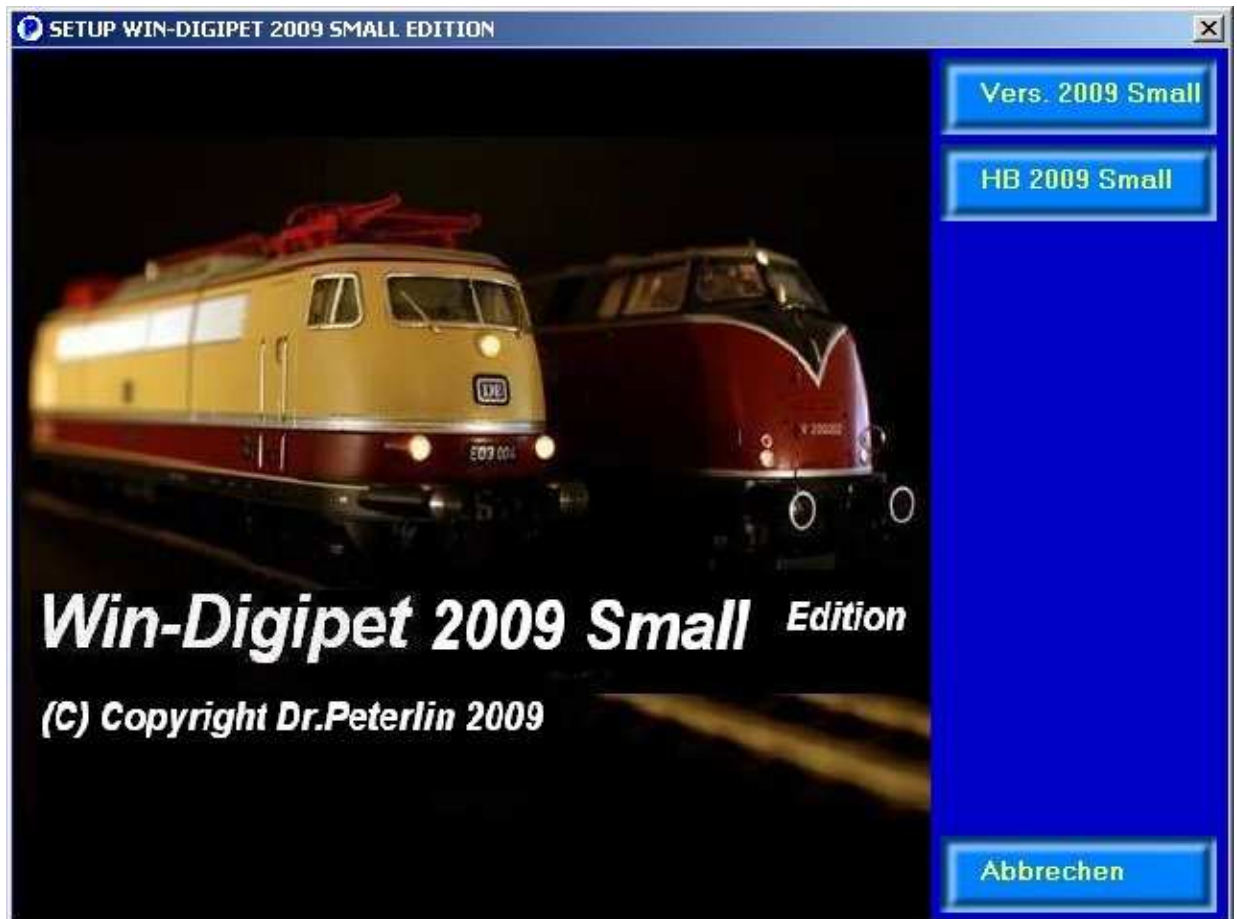 SETUP WIN-DIGIPET 2009 SMALL EDITION
Vers. 2009 Small
HB 2009 Small
DB
E03 004
V 200002
Win-Digipet 2009 Small Edition
(C) Copyright Dr.Peterlin 2009
Abbrechen